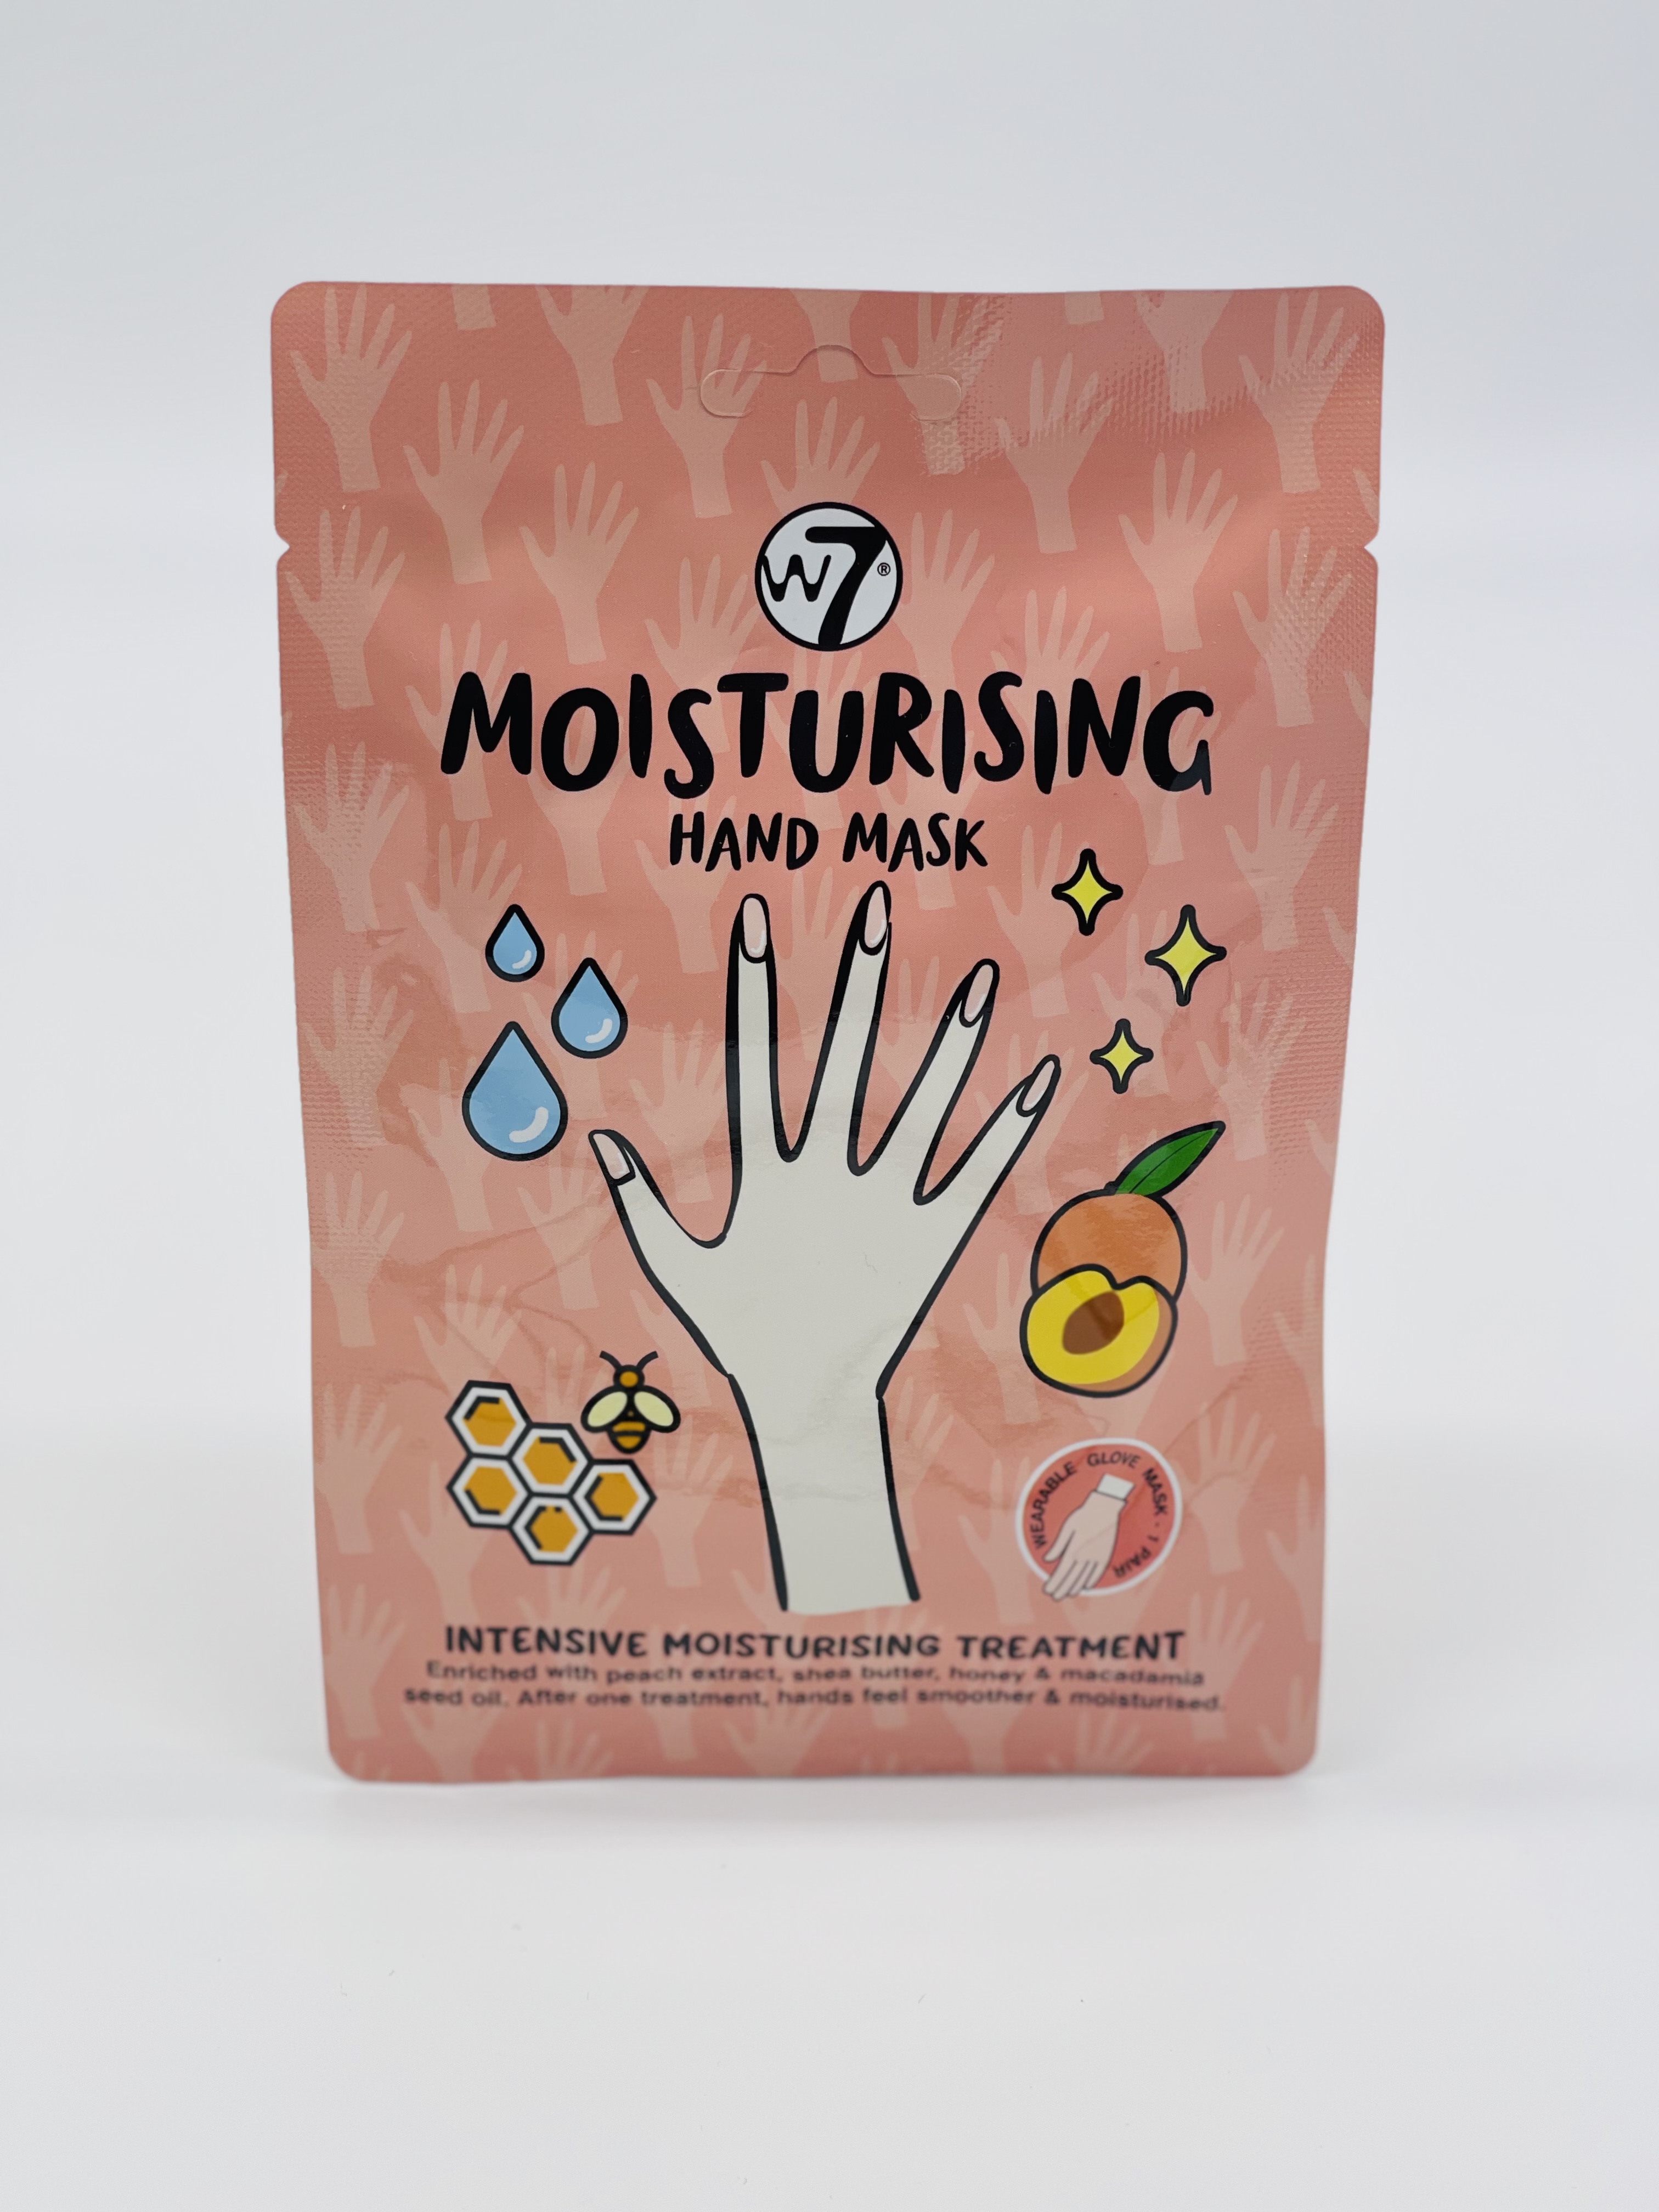 W7®
MOISTURISING
HAND MASK
WEARABLE GLOVE MASK · 1 PAIR
INTENSIVE MOISTURISING TREATMENT
Enriched with peach extract, shea butter, honey & macadamia
seed oil. After one treatment, hands feel smoother & moisturised.